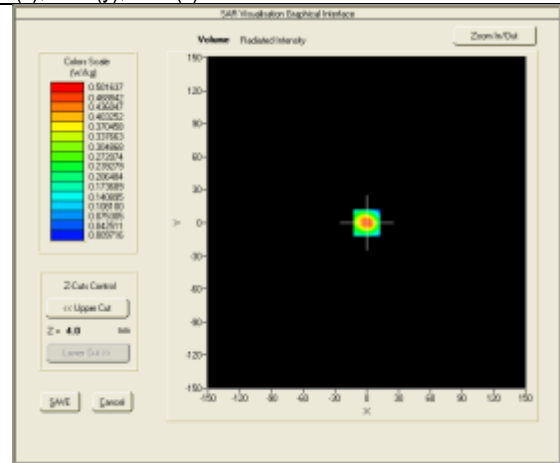 SAR Visualisation Graphical Interface
Volume Radiated Intensity
Zoom In/Out
Colors Scale
(W/Kg)
0.501637
0.468842
0.436047
0.403252
0.370458
0.337663
0.304868
0.272074
0.239279
0.206484
0.173689
0.140895
0.108100
0.075305
0.042511
0.009716
Z-Cuts Control
<< Upper Cut
Z = 4.0 mm
Lower Cut >>
SAVE Cancel
150
120
90
60
30
0
-30
-60
-90
-120
-150
Y
-150 -120 -90 -60 -30 0 30 60 90 120 150
X